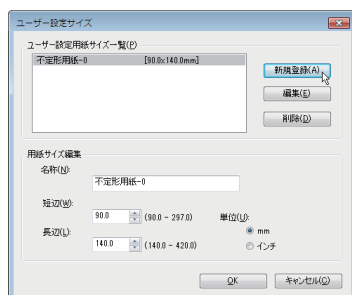 ユーザー設定サイズ
ユーザー設定用紙サイズ一覧(P)
不定形用紙-0 [90.0x140.0mm]
新規登録(A)
編集(E)
削除(D)
用紙サイズ編集
名称(N):
不定形用紙-0
短辺(W):
90.0 (90.0 - 297.0) 単位(U):
長辺(L): mm
140.0 (140.0 - 420.0) インチ
OK キャンセル(C)